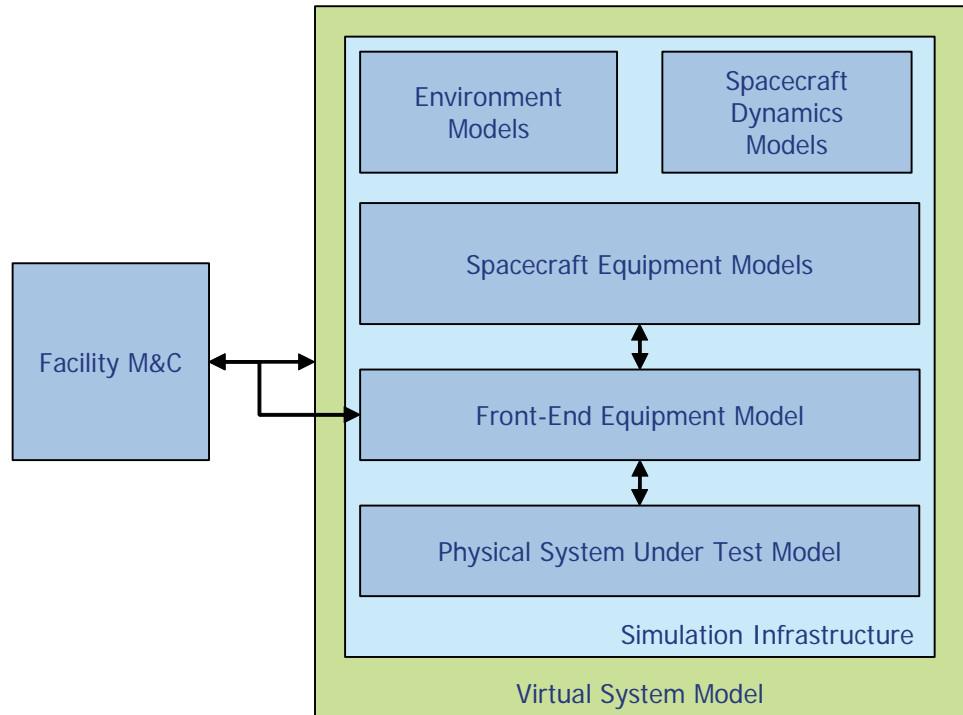 Environment
Models
Spacecraft
Dynamics
Models
Spacecraft Equipment Models
Facility M&C
Front-End Equipment Model
Physical System Under Test Model
Simulation Infrastructure
Virtual System Model